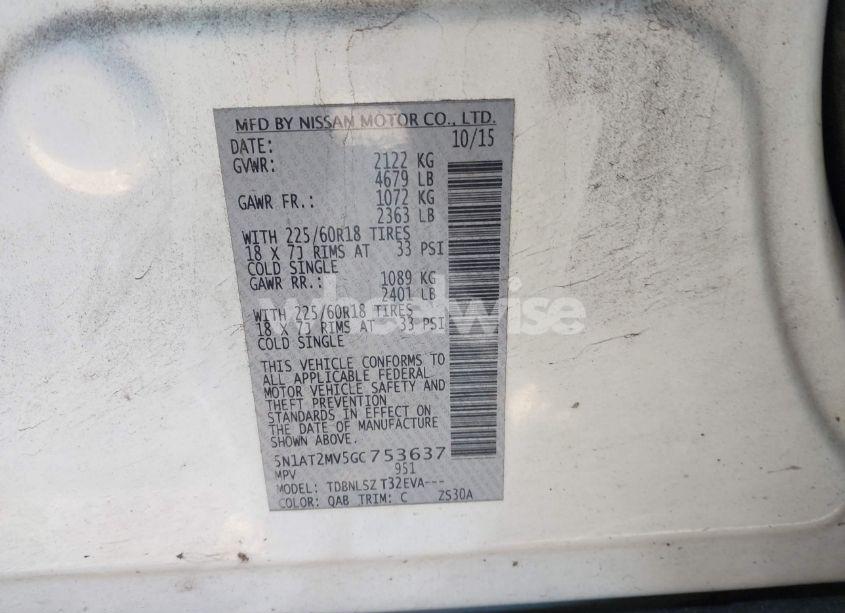 MFD BY NISSAN MOTOR CO., LTD.
DATE: 10/15
GVWR: 2122 KG
4679 LB
GAWR FR.: 1072 KG
2363 LB
WITH 225/60R18 TIRES
18 X 7J RIMS AT 33 PSI
COLD SINGLE
GAWR RR.: 1089 KG
2401 LB
WITH 225/60R18 TIRES
18 X 7J RIMS AT 33 PSI
COLD SINGLE
THIS VEHICLE CONFORMS TO
ALL APPLICABLE FEDERAL
MOTOR VEHICLE SAFETY AND
THEFT PREVENTION
STANDARDS IN EFFECT ON
THE DATE OF MANUFACTURE
SHOWN ABOVE.
5N1AT2MV5GC753637
MPV 951
MODEL: TDBNLSZ T32EVA---
COLOR: QAB TRIM: C ZS30A
wheelwise